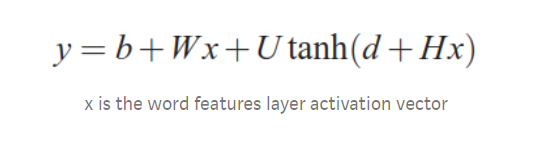 y = b + Wx + U tanh(d + Hx)
x is the word features layer activation vector